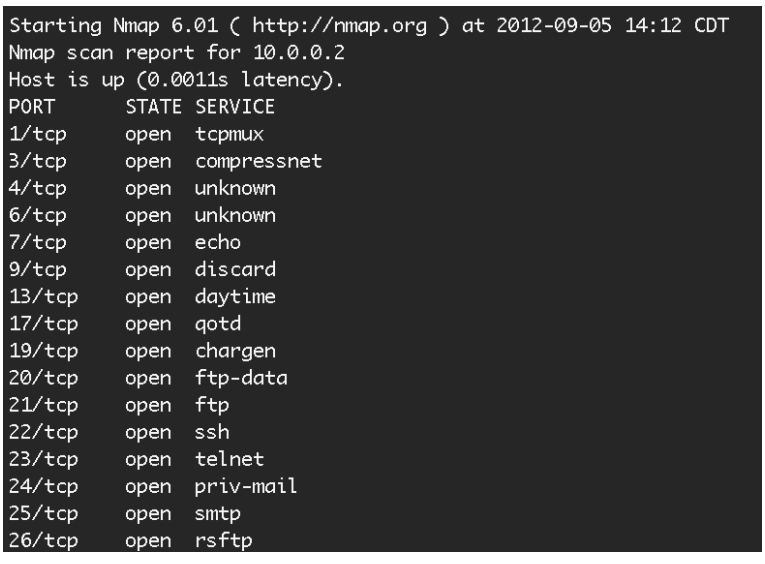 Starting Nmap 6.01 ( http://nmap.org ) at 2012-09-05 14:12 CDT
Nmap scan report for 10.0.0.2
Host is up (0.0011s latency).
PORT STATE SERVICE
1/tcp open tcpmux
3/tcp open compressnet
4/tcp open unknown
6/tcp open unknown
7/tcp open echo
9/tcp open discard
13/tcp open daytime
17/tcp open qotd
19/tcp open chargen
20/tcp open ftp-data
21/tcp open ftp
22/tcp open ssh
23/tcp open telnet
24/tcp open priv-mail
25/tcp open smtp
26/tcp open rsftp